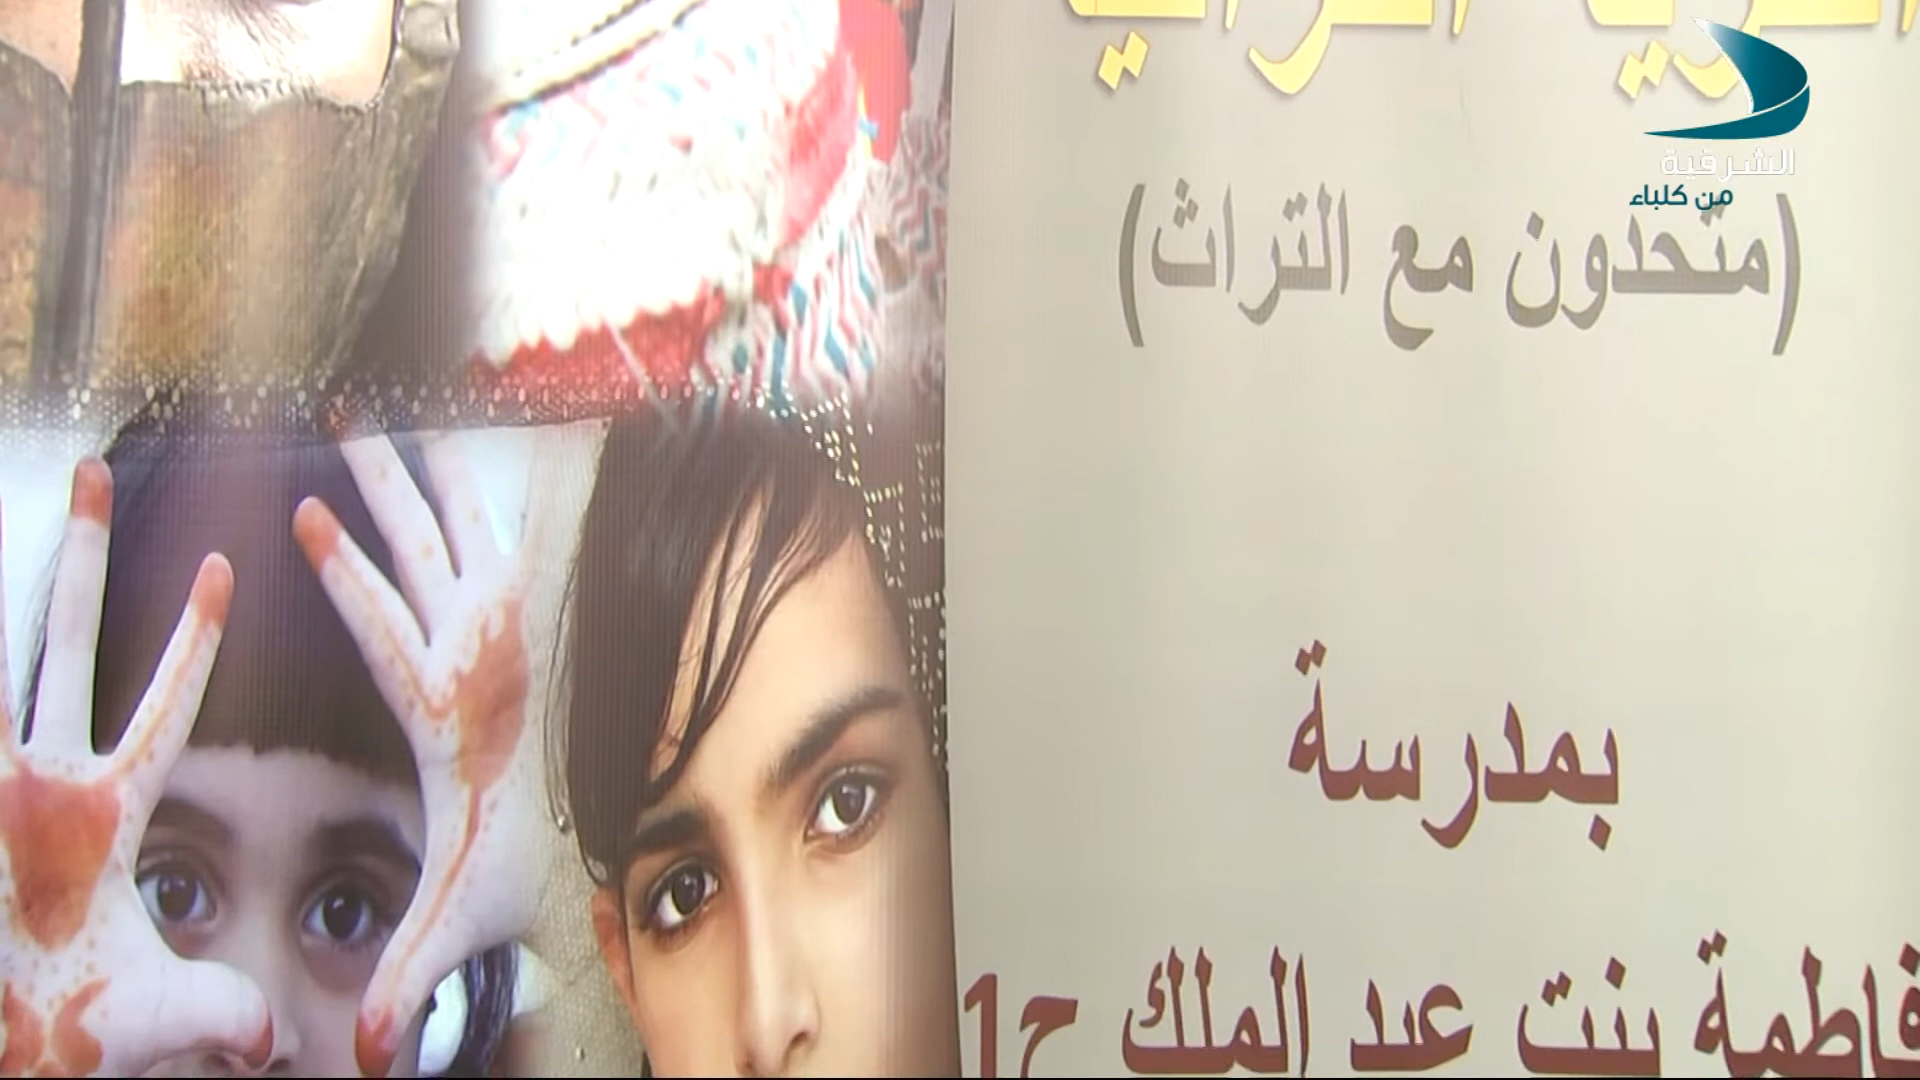 الشرقية
من كلباء
(متحدون مع التراث)
بمدرسة
فاطمة بنت عبد الملك ح1